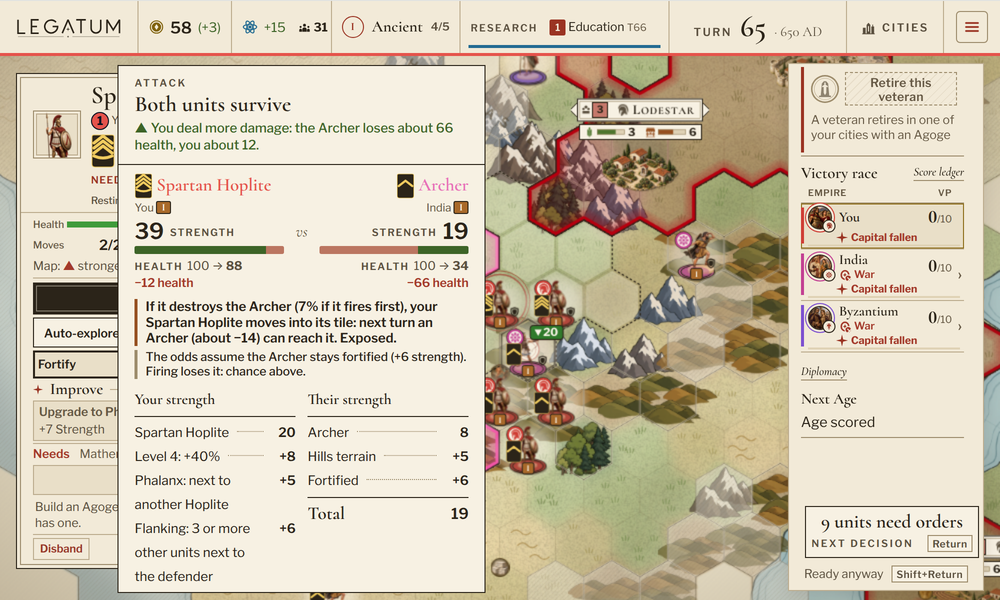 LEGATUM
58 (+3)
+15
31
I Ancient 4/5
RESEARCH 1 Education T66
TURN 65 · 650 AD
CITIES
Sp
1
NEED
Restin
Health
Moves 2/2
Map: ▲ stronge
Auto-explore
Fortify
Improve
Upgrade to Ph
+7 Strength
Needs Mathe
Build an Agoge
has one.
Disband
ATTACK
Both units survive
▲ You deal more damage: the Archer loses about 66
health, you about 12.
Spartan Hoplite
You I
39 STRENGTH
HEALTH 100 → 88
−12 health
vs
Archer
India I
STRENGTH 19
HEALTH 100 → 34
−66 health
If it destroys the Archer (7% if it fires first), your
Spartan Hoplite moves into its tile: next turn an
Archer (about −14) can reach it. Exposed.
The odds assume the Archer stays fortified (+6 strength).
Firing loses it: chance above.
Your strength
Spartan Hoplite 20
Level 4: +40% +8
Phalanx: next to +5
another Hoplite
Flanking: 3 or more +6
other units next to
the defender
Their strength
Archer 8
Hills terrain +5
Fortified +6
Total 19
3 LODESTAR
3 6
▼20
I
I
I
I
I
I
I
Retire this
veteran
A veteran retires in one of
your cities with an Agoge
Victory race Score ledger
EMPIRE VP
You 0/10
Capital fallen
India 0/10 ›
War
Capital fallen
Byzantium 0/10 ›
War
Capital fallen
Diplomacy
Next Age
Age scored
9 units need orders
NEXT DECISION Return
Ready anyway Shift+Return
6